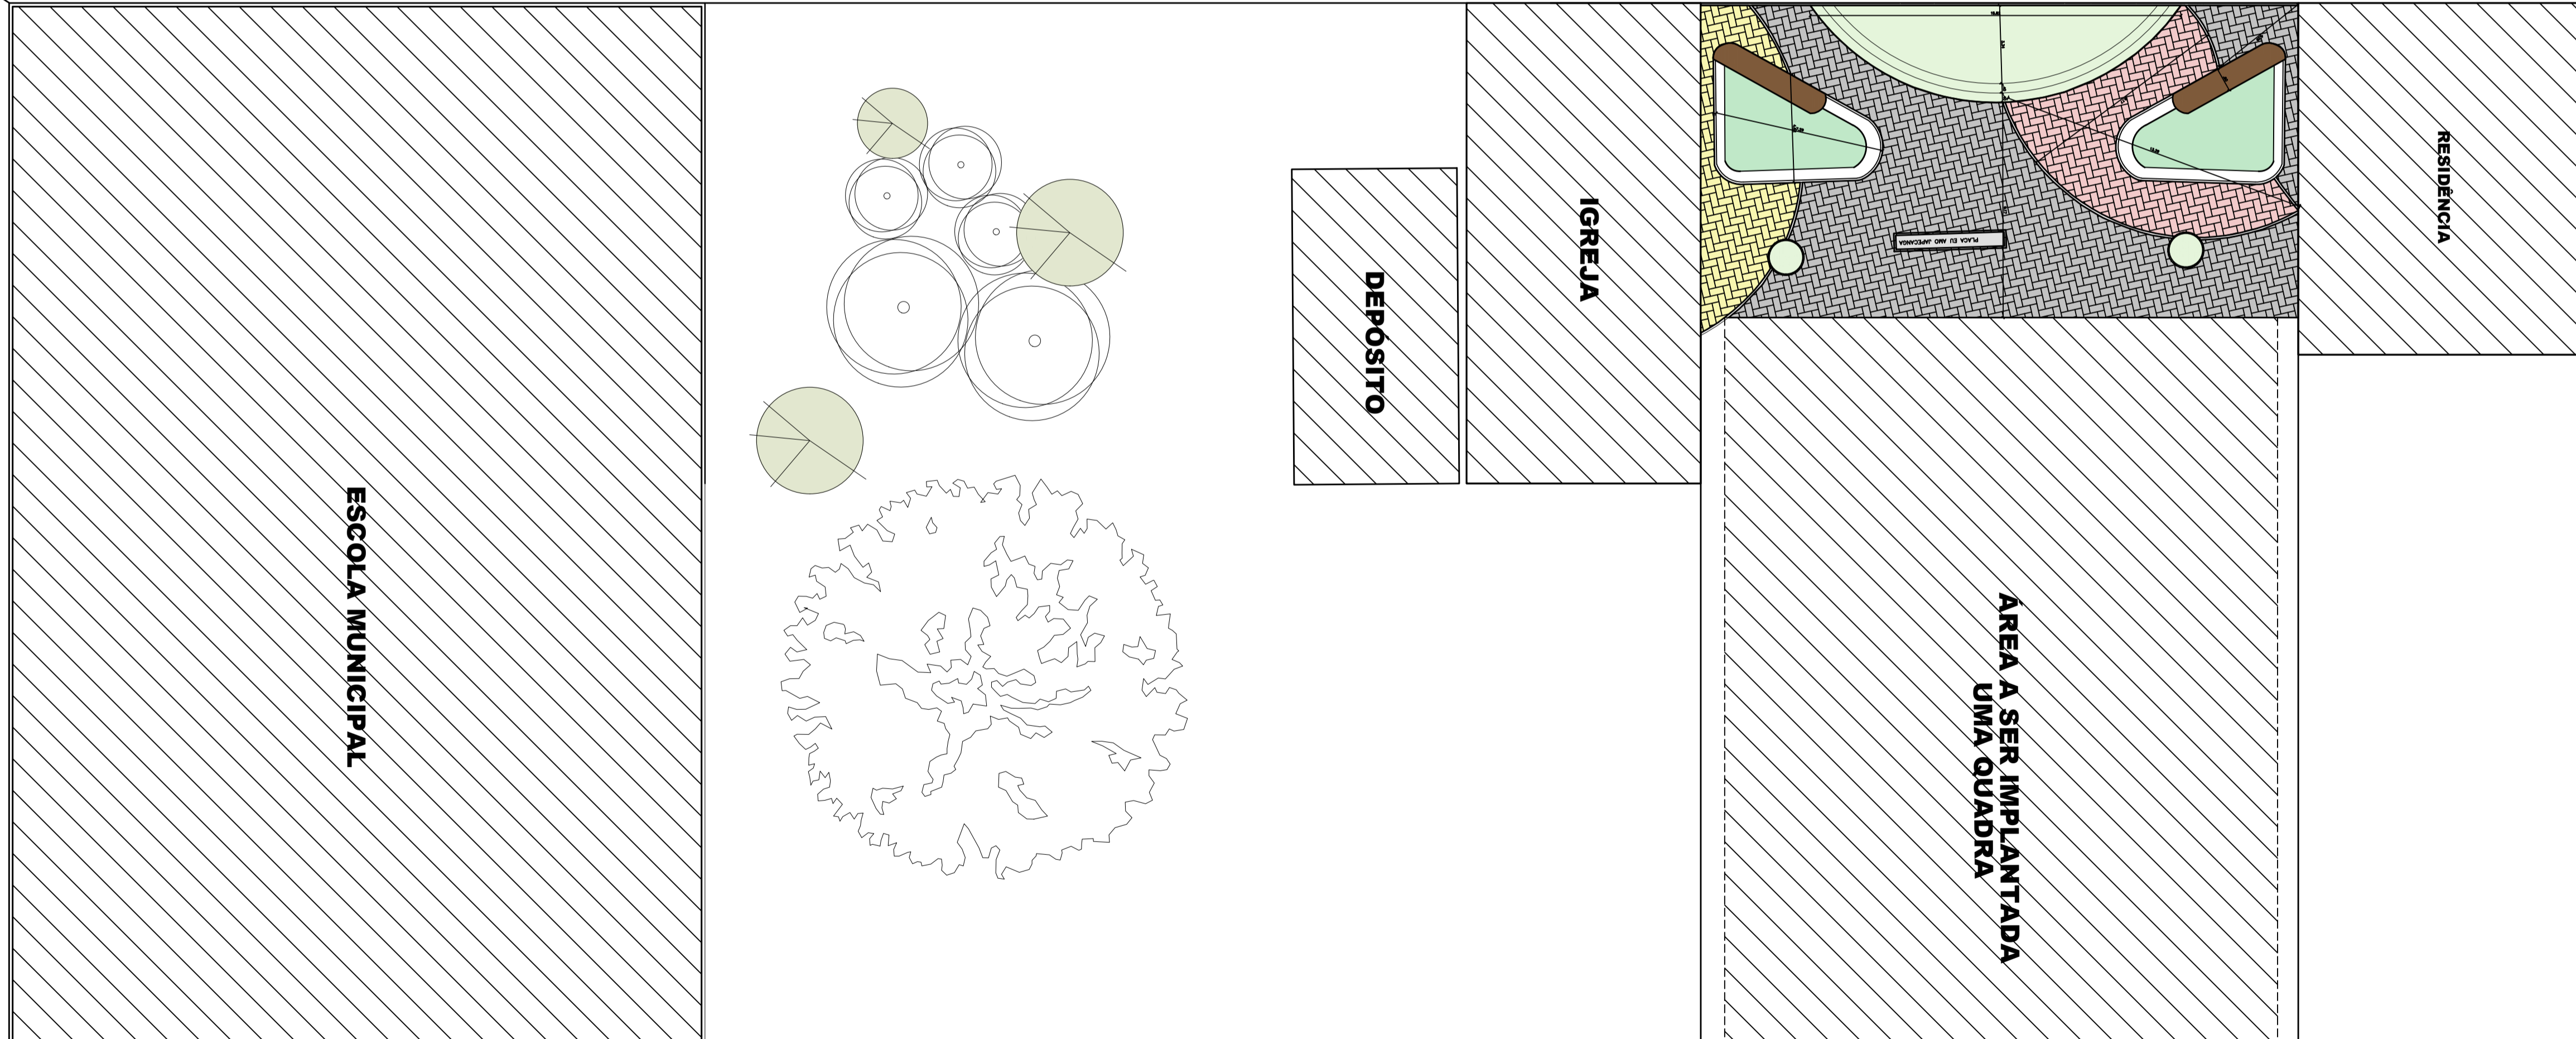 ESCOLA MUNICIPAL
DEPÓSITO
IGREJA
PLACA EU AMO JAPECANGA
RESIDÊNCIA
ÁREA A SER IMPLANTADA
UMA QUADRA